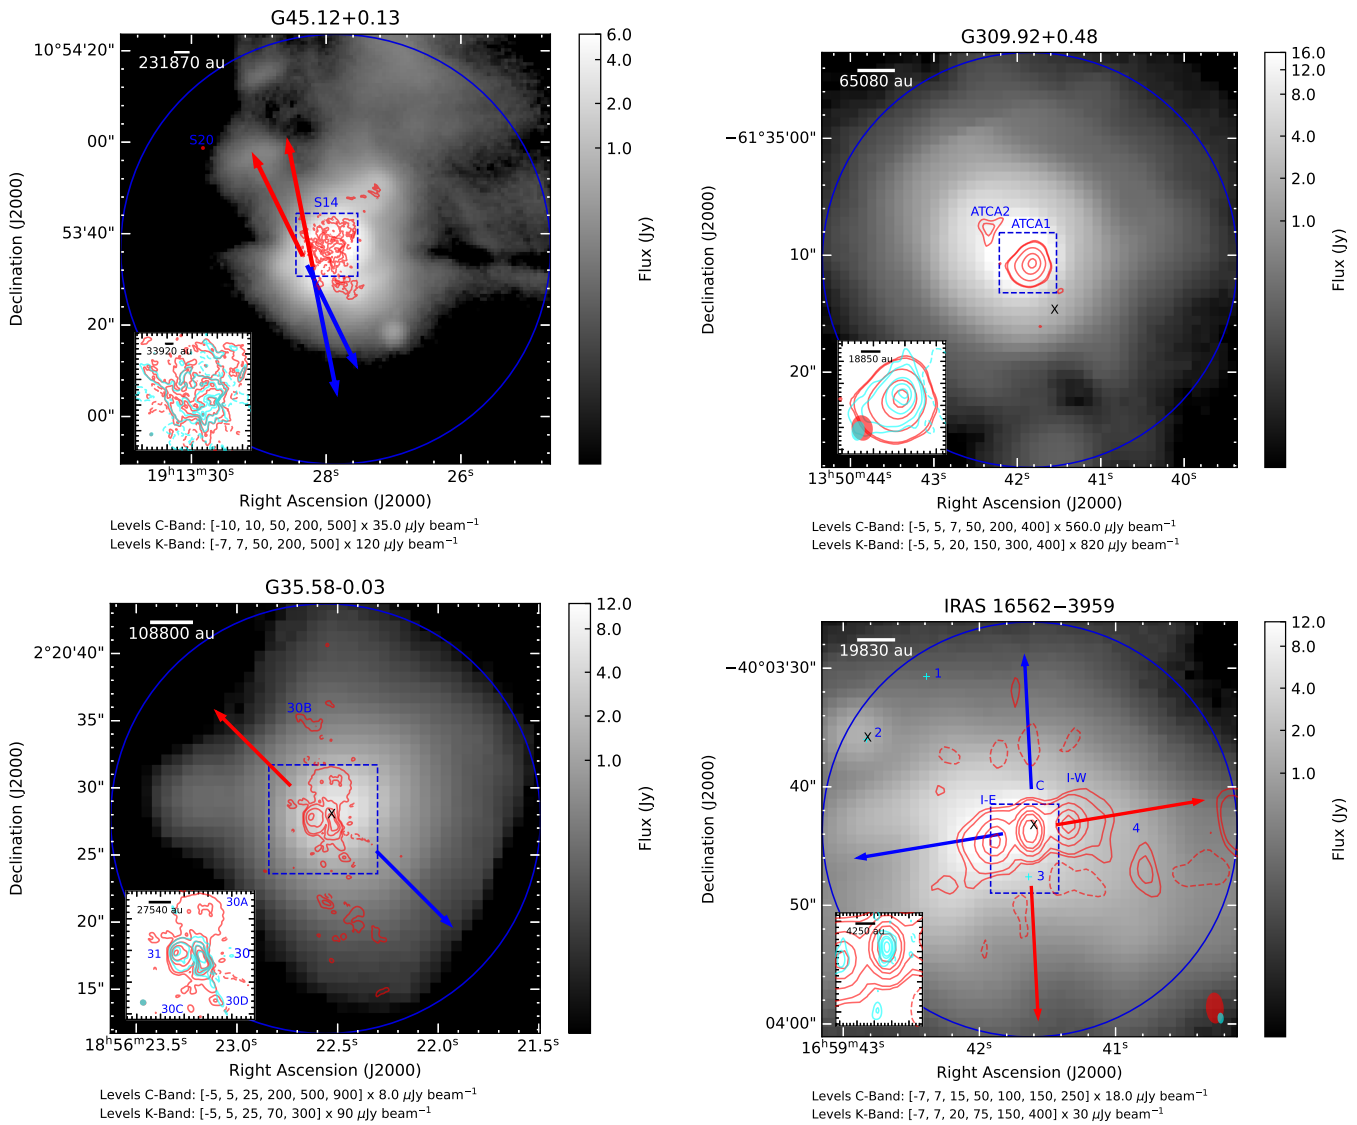 G45.12+0.13
231870 au
S20
S14
33920 au
10°54'20"
00"
53'40"
20"
00"
Declination (J2000)
19h13m30s
28s
26s
Right Ascension (J2000)
6.0
4.0
2.0
1.0
Flux (Jy)
Levels C-Band: [-10, 10, 50, 200, 500] x 35.0 μJy beam−1
Levels K-Band: [-7, 7, 50, 200, 500] x 120 μJy beam−1
G309.92+0.48
65080 au
ATCA2
ATCA1
X
18850 au
−61°35'00"
10"
20"
Declination (J2000)
13h50m44s
43s
42s
41s
40s
Right Ascension (J2000)
16.0
12.0
8.0
4.0
2.0
1.0
Flux (Jy)
Levels C-Band: [-5, 5, 7, 50, 200, 400] x 560.0 μJy beam−1
Levels K-Band: [-5, 5, 20, 150, 300, 400] x 820 μJy beam−1
G35.58-0.03
108800 au
30B
X
27540 au
30A
31
30
30D
30C
2°20'40"
35"
30"
25"
20"
15"
Declination (J2000)
18h56m23.5s
23.0s
22.5s
22.0s
21.5s
Right Ascension (J2000)
12.0
8.0
4.0
2.0
1.0
Flux (Jy)
Levels C-Band: [-5, 5, 25, 200, 500, 900] x 8.0 μJy beam−1
Levels K-Band: [-5, 5, 25, 70, 300] x 90 μJy beam−1
IRAS 16562−3959
19830 au
1
X 2
C
I-W
I-E
X
4
3
4250 au
−40°03'30"
40"
50"
04'00"
Declination (J2000)
16h59m43s
42s
41s
Right Ascension (J2000)
12.0
8.0
4.0
2.0
1.0
Flux (Jy)
Levels C-Band: [-7, 7, 15, 50, 100, 150, 250] x 18.0 μJy beam−1
Levels K-Band: [-7, 7, 20, 75, 150, 400] x 30 μJy beam−1